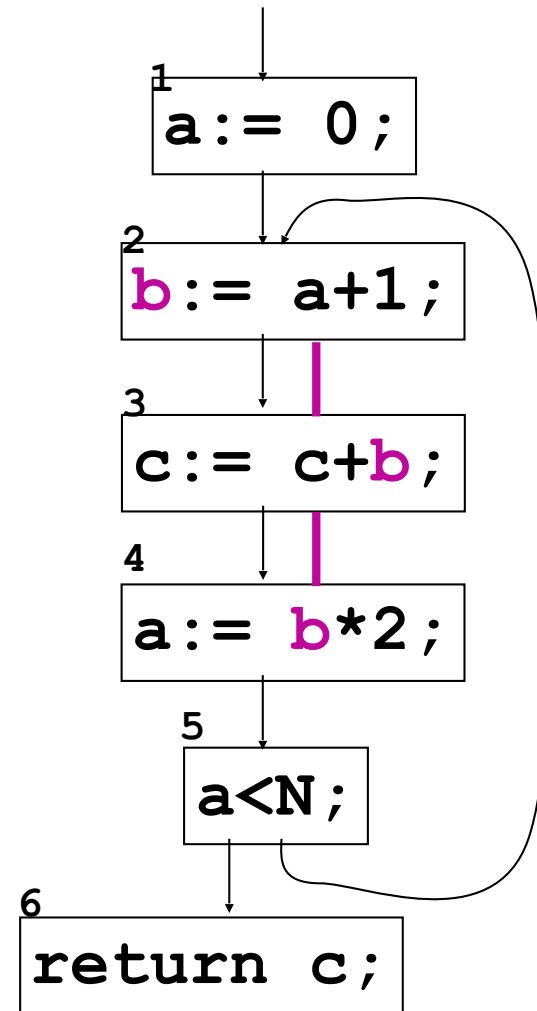 1
a:= 0;
2
b:= a+1;
3
c:= c+b;
4
a:= b*2;
5
a<N;
6
return c;